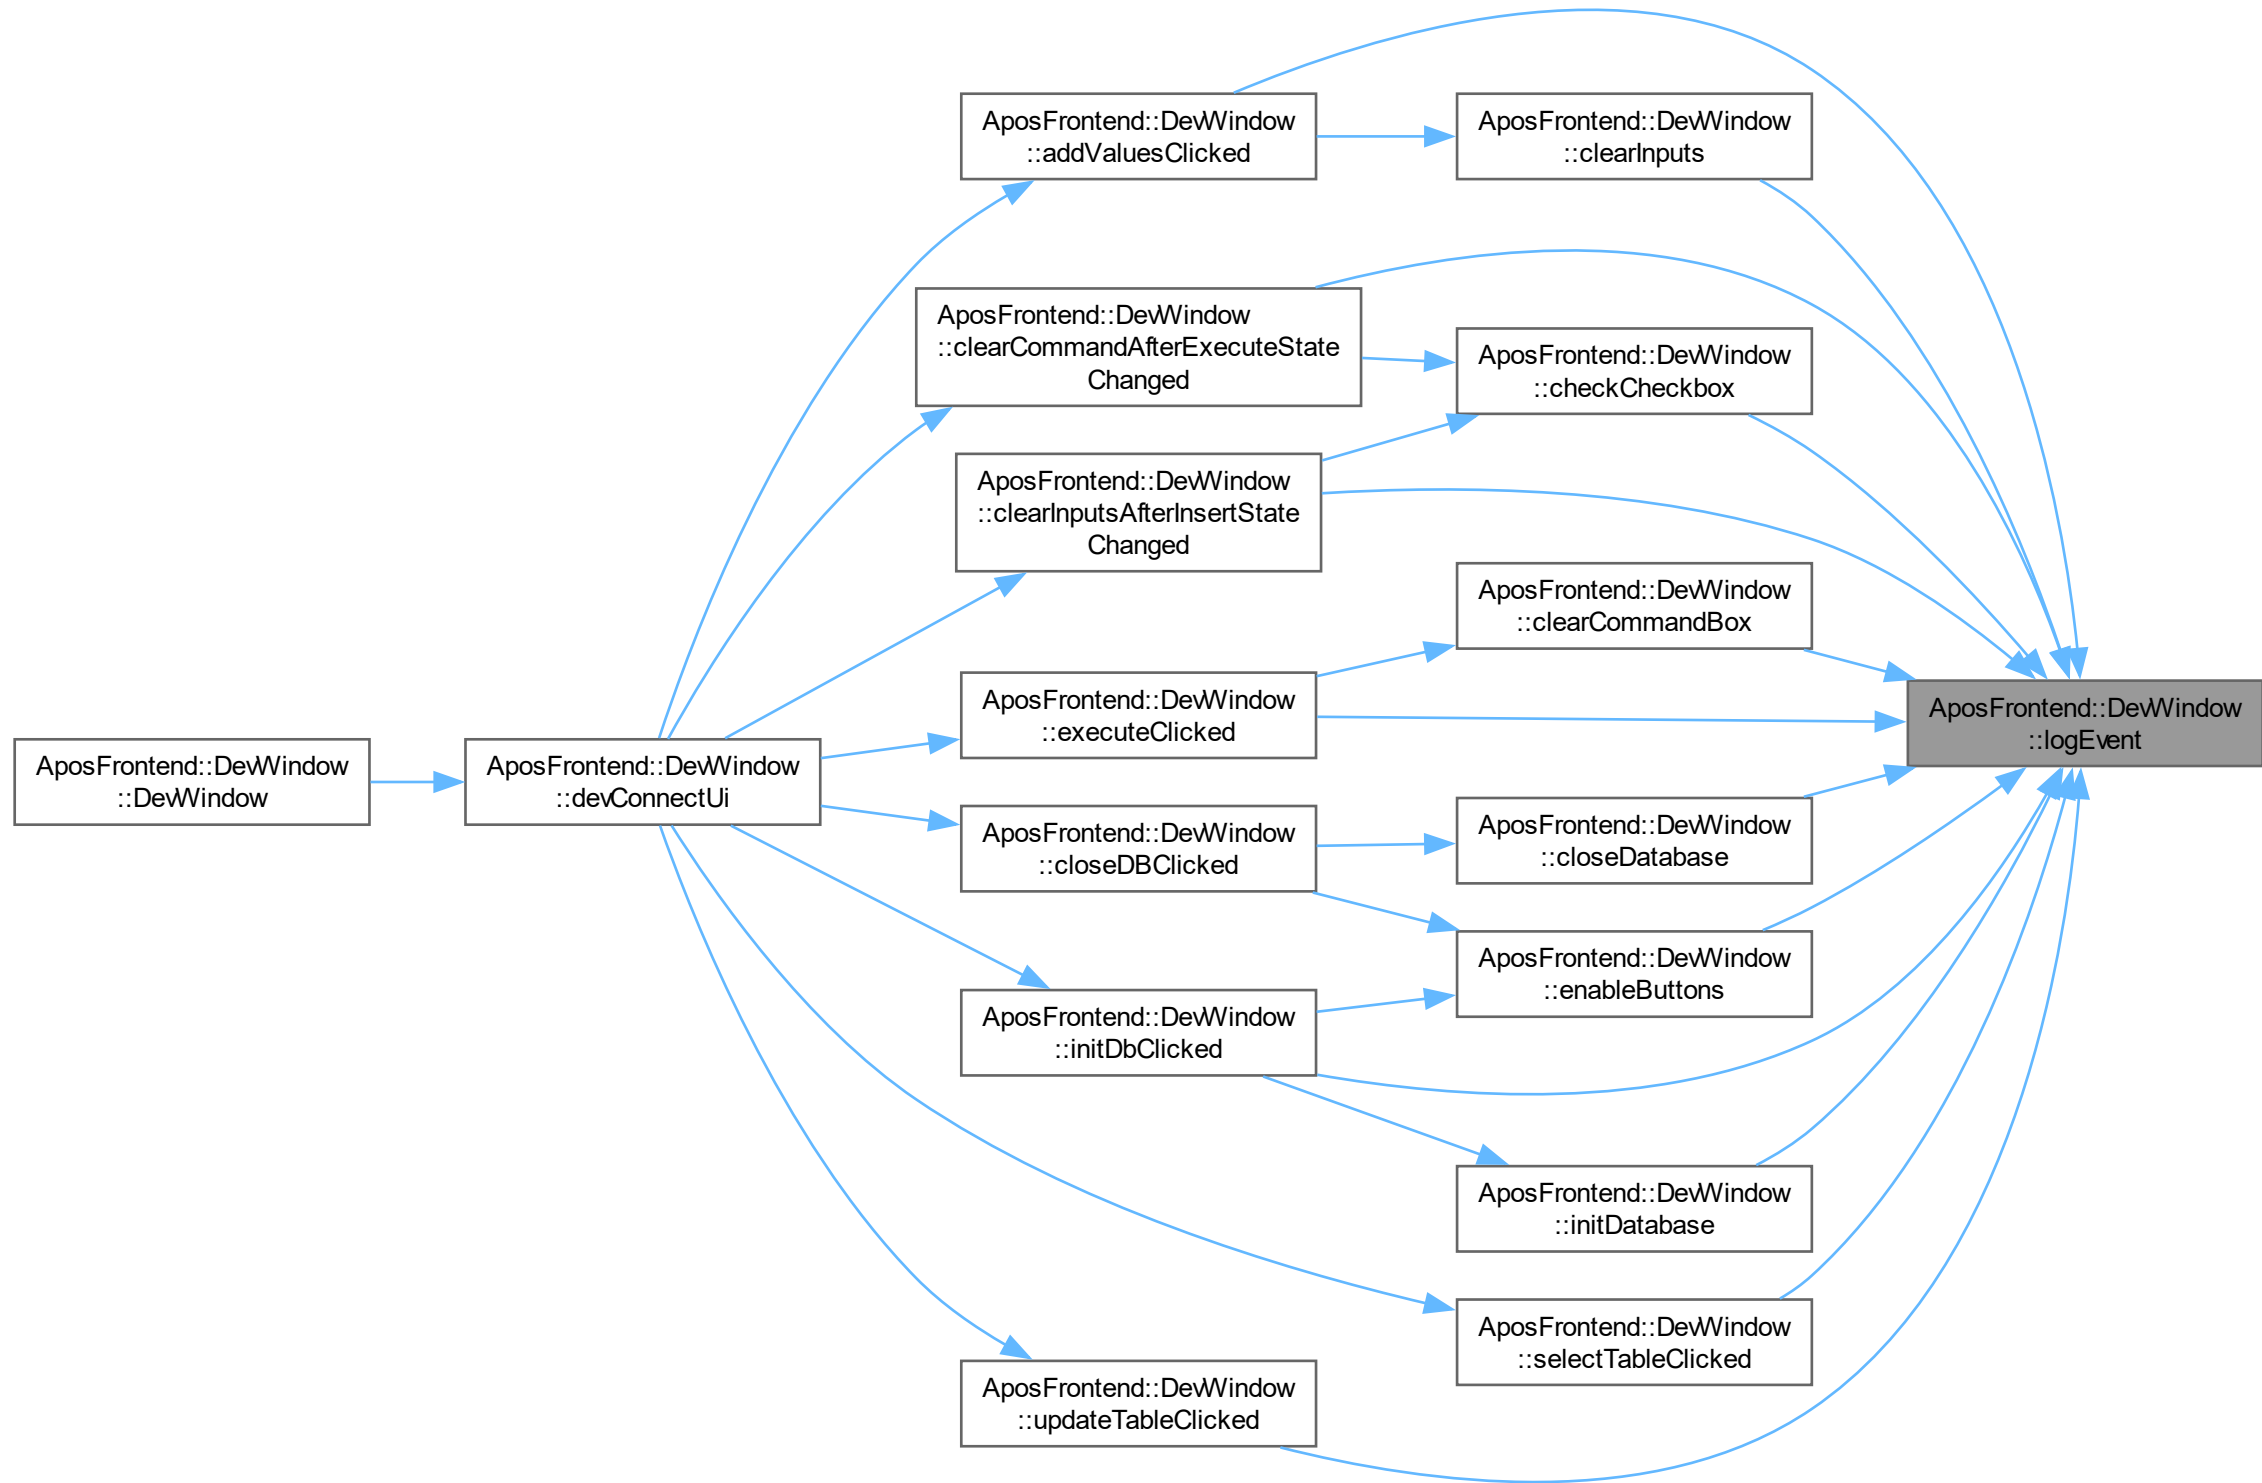 AposFrontend::DevWindow
::addValuesClicked
AposFrontend::DevWindow
::clearInputs
AposFrontend::DevWindow
::clearCommandAfterExecuteState
Changed
AposFrontend::DevWindow
::checkCheckbox
AposFrontend::DevWindow
::clearInputsAfterInsertState
Changed
AposFrontend::DevWindow
::clearCommandBox
AposFrontend::DevWindow
::executeClicked
AposFrontend::DevWindow
::logEvent
AposFrontend::DevWindow
::DevWindow
AposFrontend::DevWindow
::devConnectUi
AposFrontend::DevWindow
::closeDBClicked
AposFrontend::DevWindow
::closeDatabase
AposFrontend::DevWindow
::enableButtons
AposFrontend::DevWindow
::initDbClicked
AposFrontend::DevWindow
::initDatabase
AposFrontend::DevWindow
::selectTableClicked
AposFrontend::DevWindow
::updateTableClicked